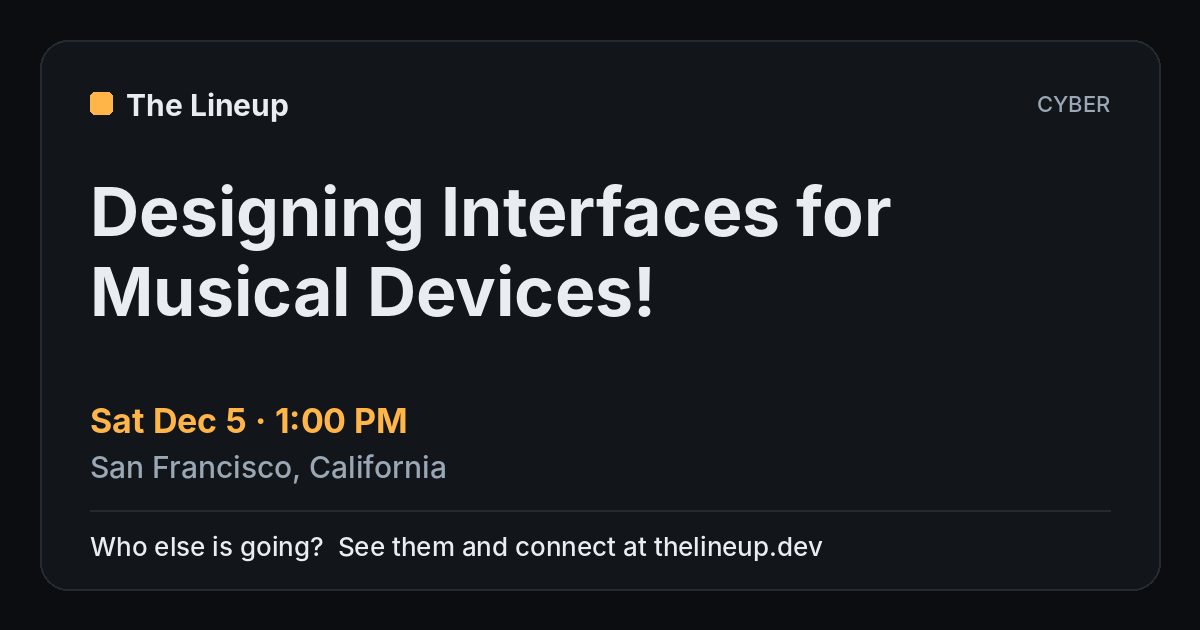 The Lineup
CYBER
Designing Interfaces for
Musical Devices!
Sat Dec 5 · 1:00 PM
San Francisco, California
Who else is going? See them and connect at thelineup.dev